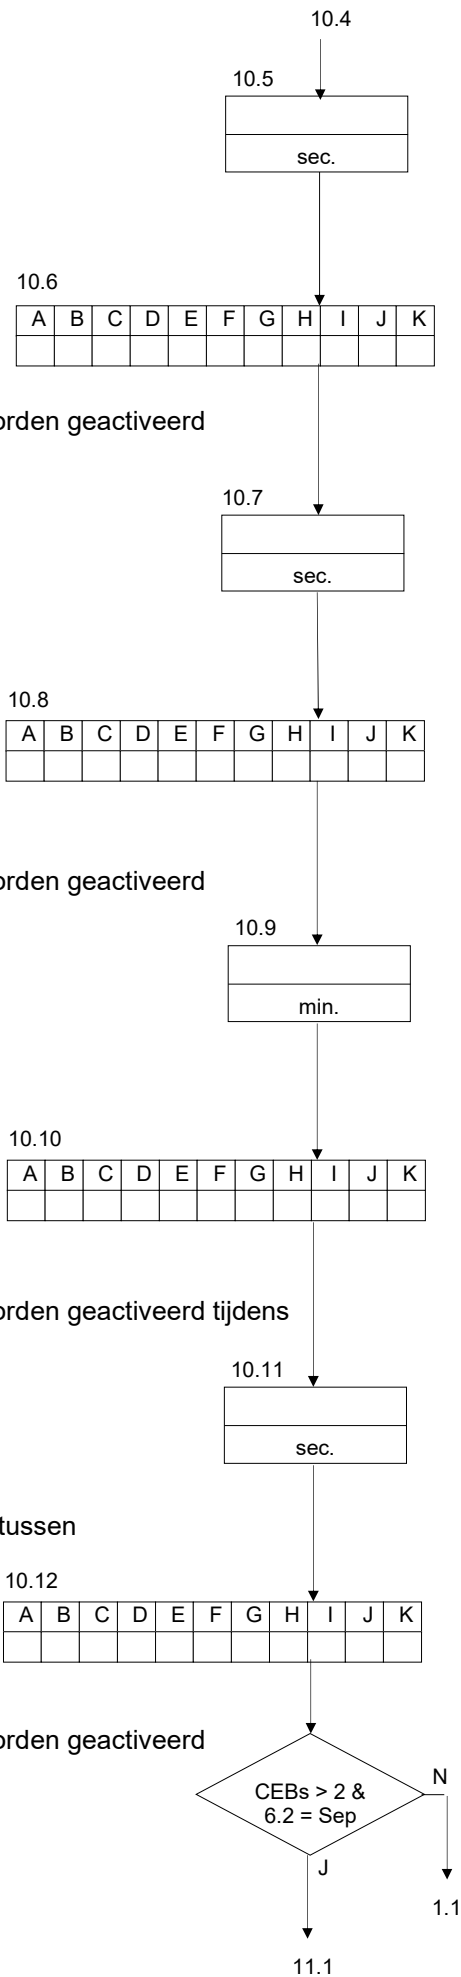 10.4
10.5
sec.
10.6
A B C D E F G H I J K
orden geactiveerd
10.7
sec.
10.8
A B C D E F G H I J K
orden geactiveerd
10.9
min.
10.10
A B C D E F G H I J K
orden geactiveerd tijdens
10.11
sec.
tussen
10.12
A B C D E F G H I J K
orden geactiveerd
CEBs > 2 &
6.2 = Sep
N
J
1.1
11.1